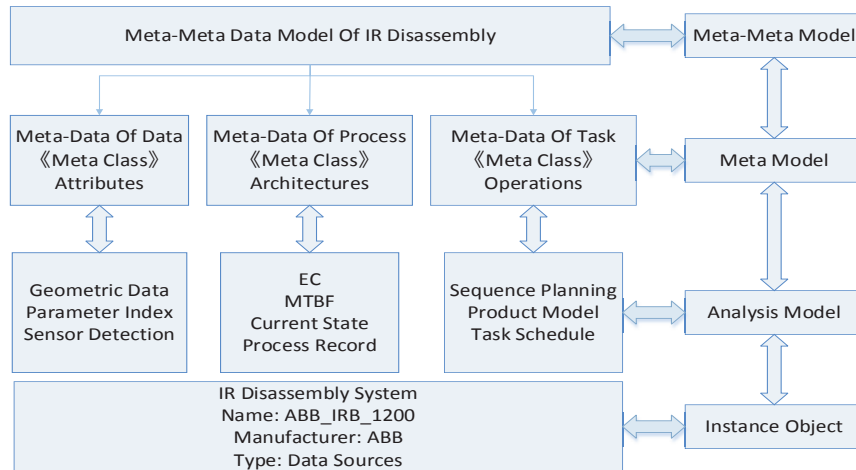 Meta-Meta Data Model Of IR Disassembly
Meta-Meta Model
Meta-Data Of Data
《Meta Class》
Attributes
Meta-Data Of Process
《Meta Class》
Architectures
Meta-Data Of Task
《Meta Class》
Operations
Meta Model
Geometric Data
Parameter Index
Sensor Detection
EC
MTBF
Current State
Process Record
Sequence Planning
Product Model
Task Schedule
Analysis Model
IR Disassembly System
Name: ABB_IRB_1200
Manufacturer: ABB
Type: Data Sources
Instance Object